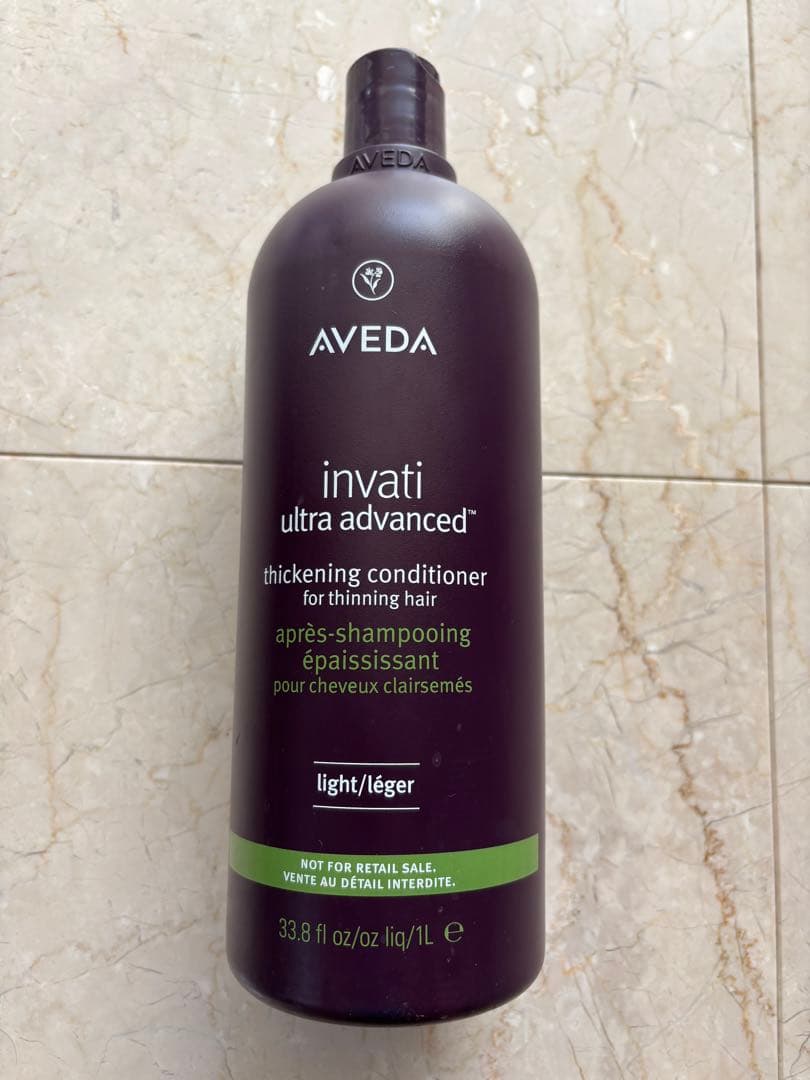 AVEDA
AVEDA
invati
ultra advanced™
thickening conditioner
for thinning hair
après-shampooing
épaississant
pour cheveux clairsemés
light/léger
NOT FOR RETAIL SALE.
VENTE AU DÉTAIL INTERDITE.
33.8 fl oz/oz liq/1L ℮